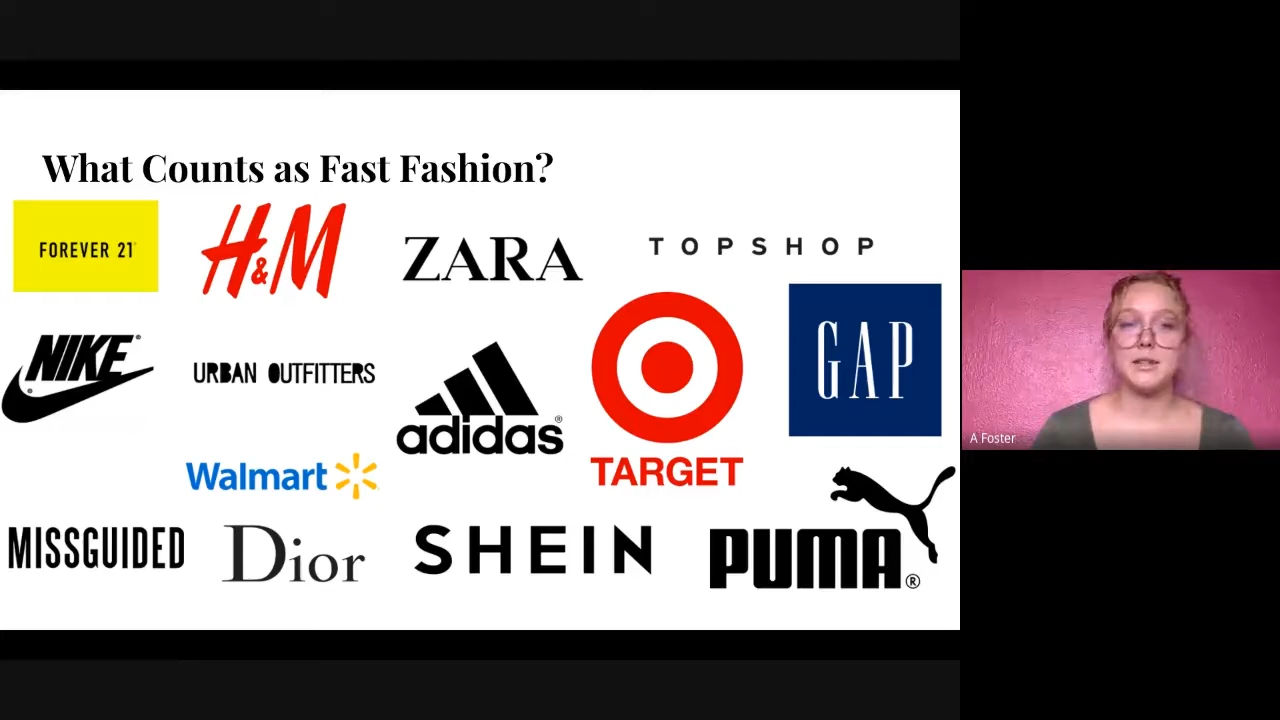 What Counts as Fast Fashion?
FOREVER 21
H&M
ZARA
TOPSHOP
NIKE
URBAN OUTFITTERS
adidas
TARGET
GAP
Walmart
MISSGUIDED
Dior
SHEIN
PUMA
A Foster